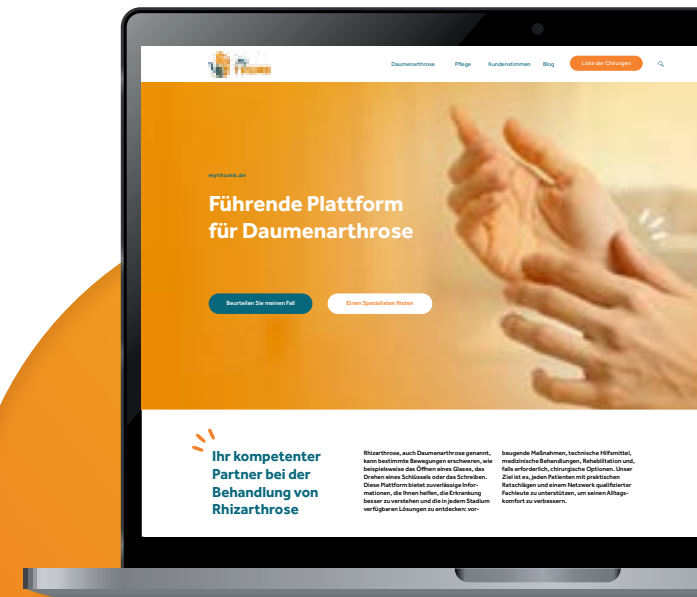 Daumenarthrose Pflege Kundenstimmen Blog Liste der Chirurgen
mythumb.de
Führende Plattform
für Daumenarthrose
Beurteilen Sie meinen Fall Einen Spezialisten finden
Ihr kompetenter
Partner bei der
Behandlung von
Rhizarthrose
Rhizarthrose, auch Daumenarthrose genannt,
kann bestimmte Bewegungen erschweren, wie
beispielsweise das Öffnen eines Glases, das
Drehen eines Schlüssels oder das Schreiben.
Diese Plattform bietet zuverlässige Infor-
mationen, die Ihnen helfen, die Erkrankung
besser zu verstehen und die in jedem Stadium
verfügbaren Lösungen zu entdecken: vor-
beugende Maßnahmen, technische Hilfsmittel,
medizinische Behandlungen, Rehabilitation und,
falls erforderlich, chirurgische Optionen. Unser
Ziel ist es, jeden Patienten mit praktischen
Ratschlägen und einem Netzwerk qualifizierter
Fachleute zu unterstützen, um seinen Alltags-
komfort zu verbessern.